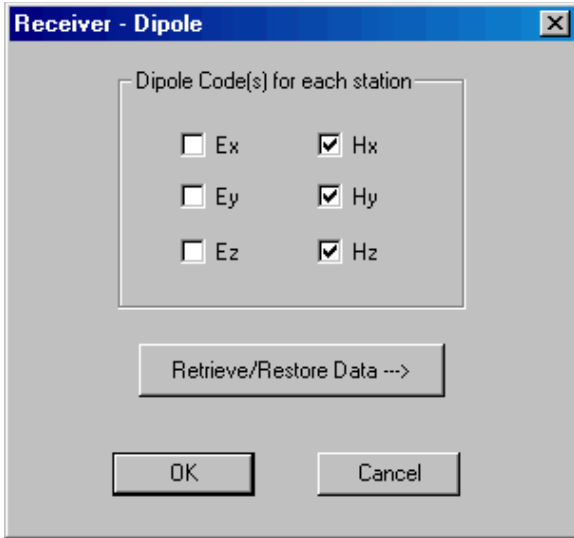 Receiver - Dipole
Dipole Code(s) for each station
Ex Hx
Ey Hy
Ez Hz
Retrieve/Restore Data --->
OK Cancel